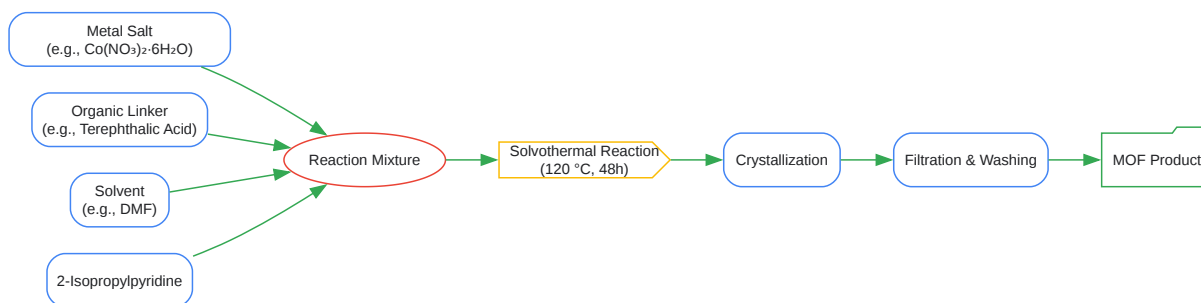 Metal Salt
(e.g., Co(NO₃)₂·6H₂O)
Organic Linker
(e.g., Terephthalic Acid)
Solvent
(e.g., DMF)
2-Isopropylpyridine
Reaction Mixture
Solvothermal Reaction
(120 °C, 48h)
Crystallization
Filtration & Washing
MOF Product